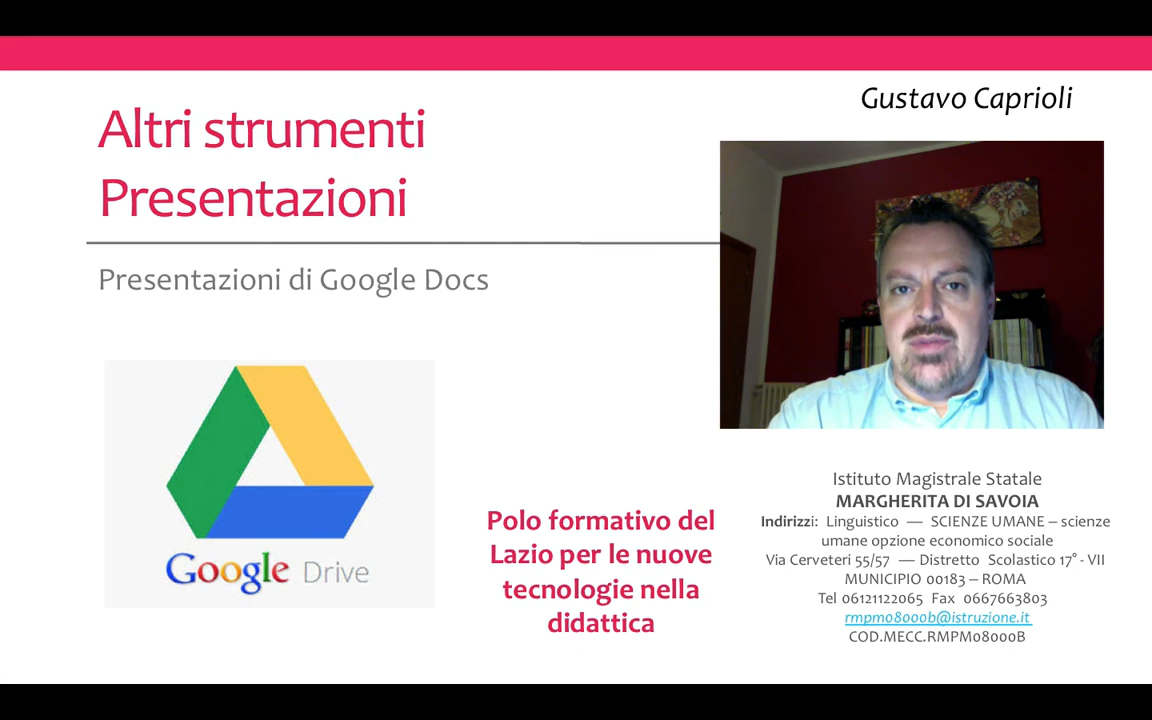 Gustavo Caprioli
Altri strumenti
Presentazioni
Presentazioni di Google Docs
Google Drive
Polo formativo del
Lazio per le nuove
tecnologie nella
didattica
Istituto Magistrale Statale
MARGHERITA DI SAVOIA
Indirizzi: Linguistico — SCIENZE UMANE – scienze
umane opzione economico sociale
Via Cerveteri 55/57 — Distretto Scolastico 17° - VII
MUNICIPIO 00183 – ROMA
Tel 06121122065 Fax 0667663803
rmpm08000b@istruzione.it
COD.MECC.RMPM08000B